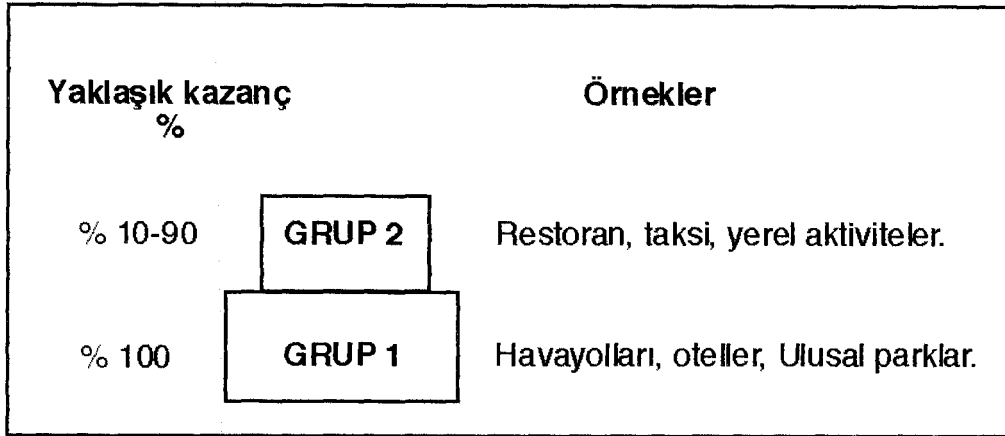 Yaklaşık kazanç Örnekler
%
% 10-90 GRUP 2 Restoran, taksi, yerel aktiviteler.
% 100 GRUP 1 Havayolları, oteller, Ulusal parklar.